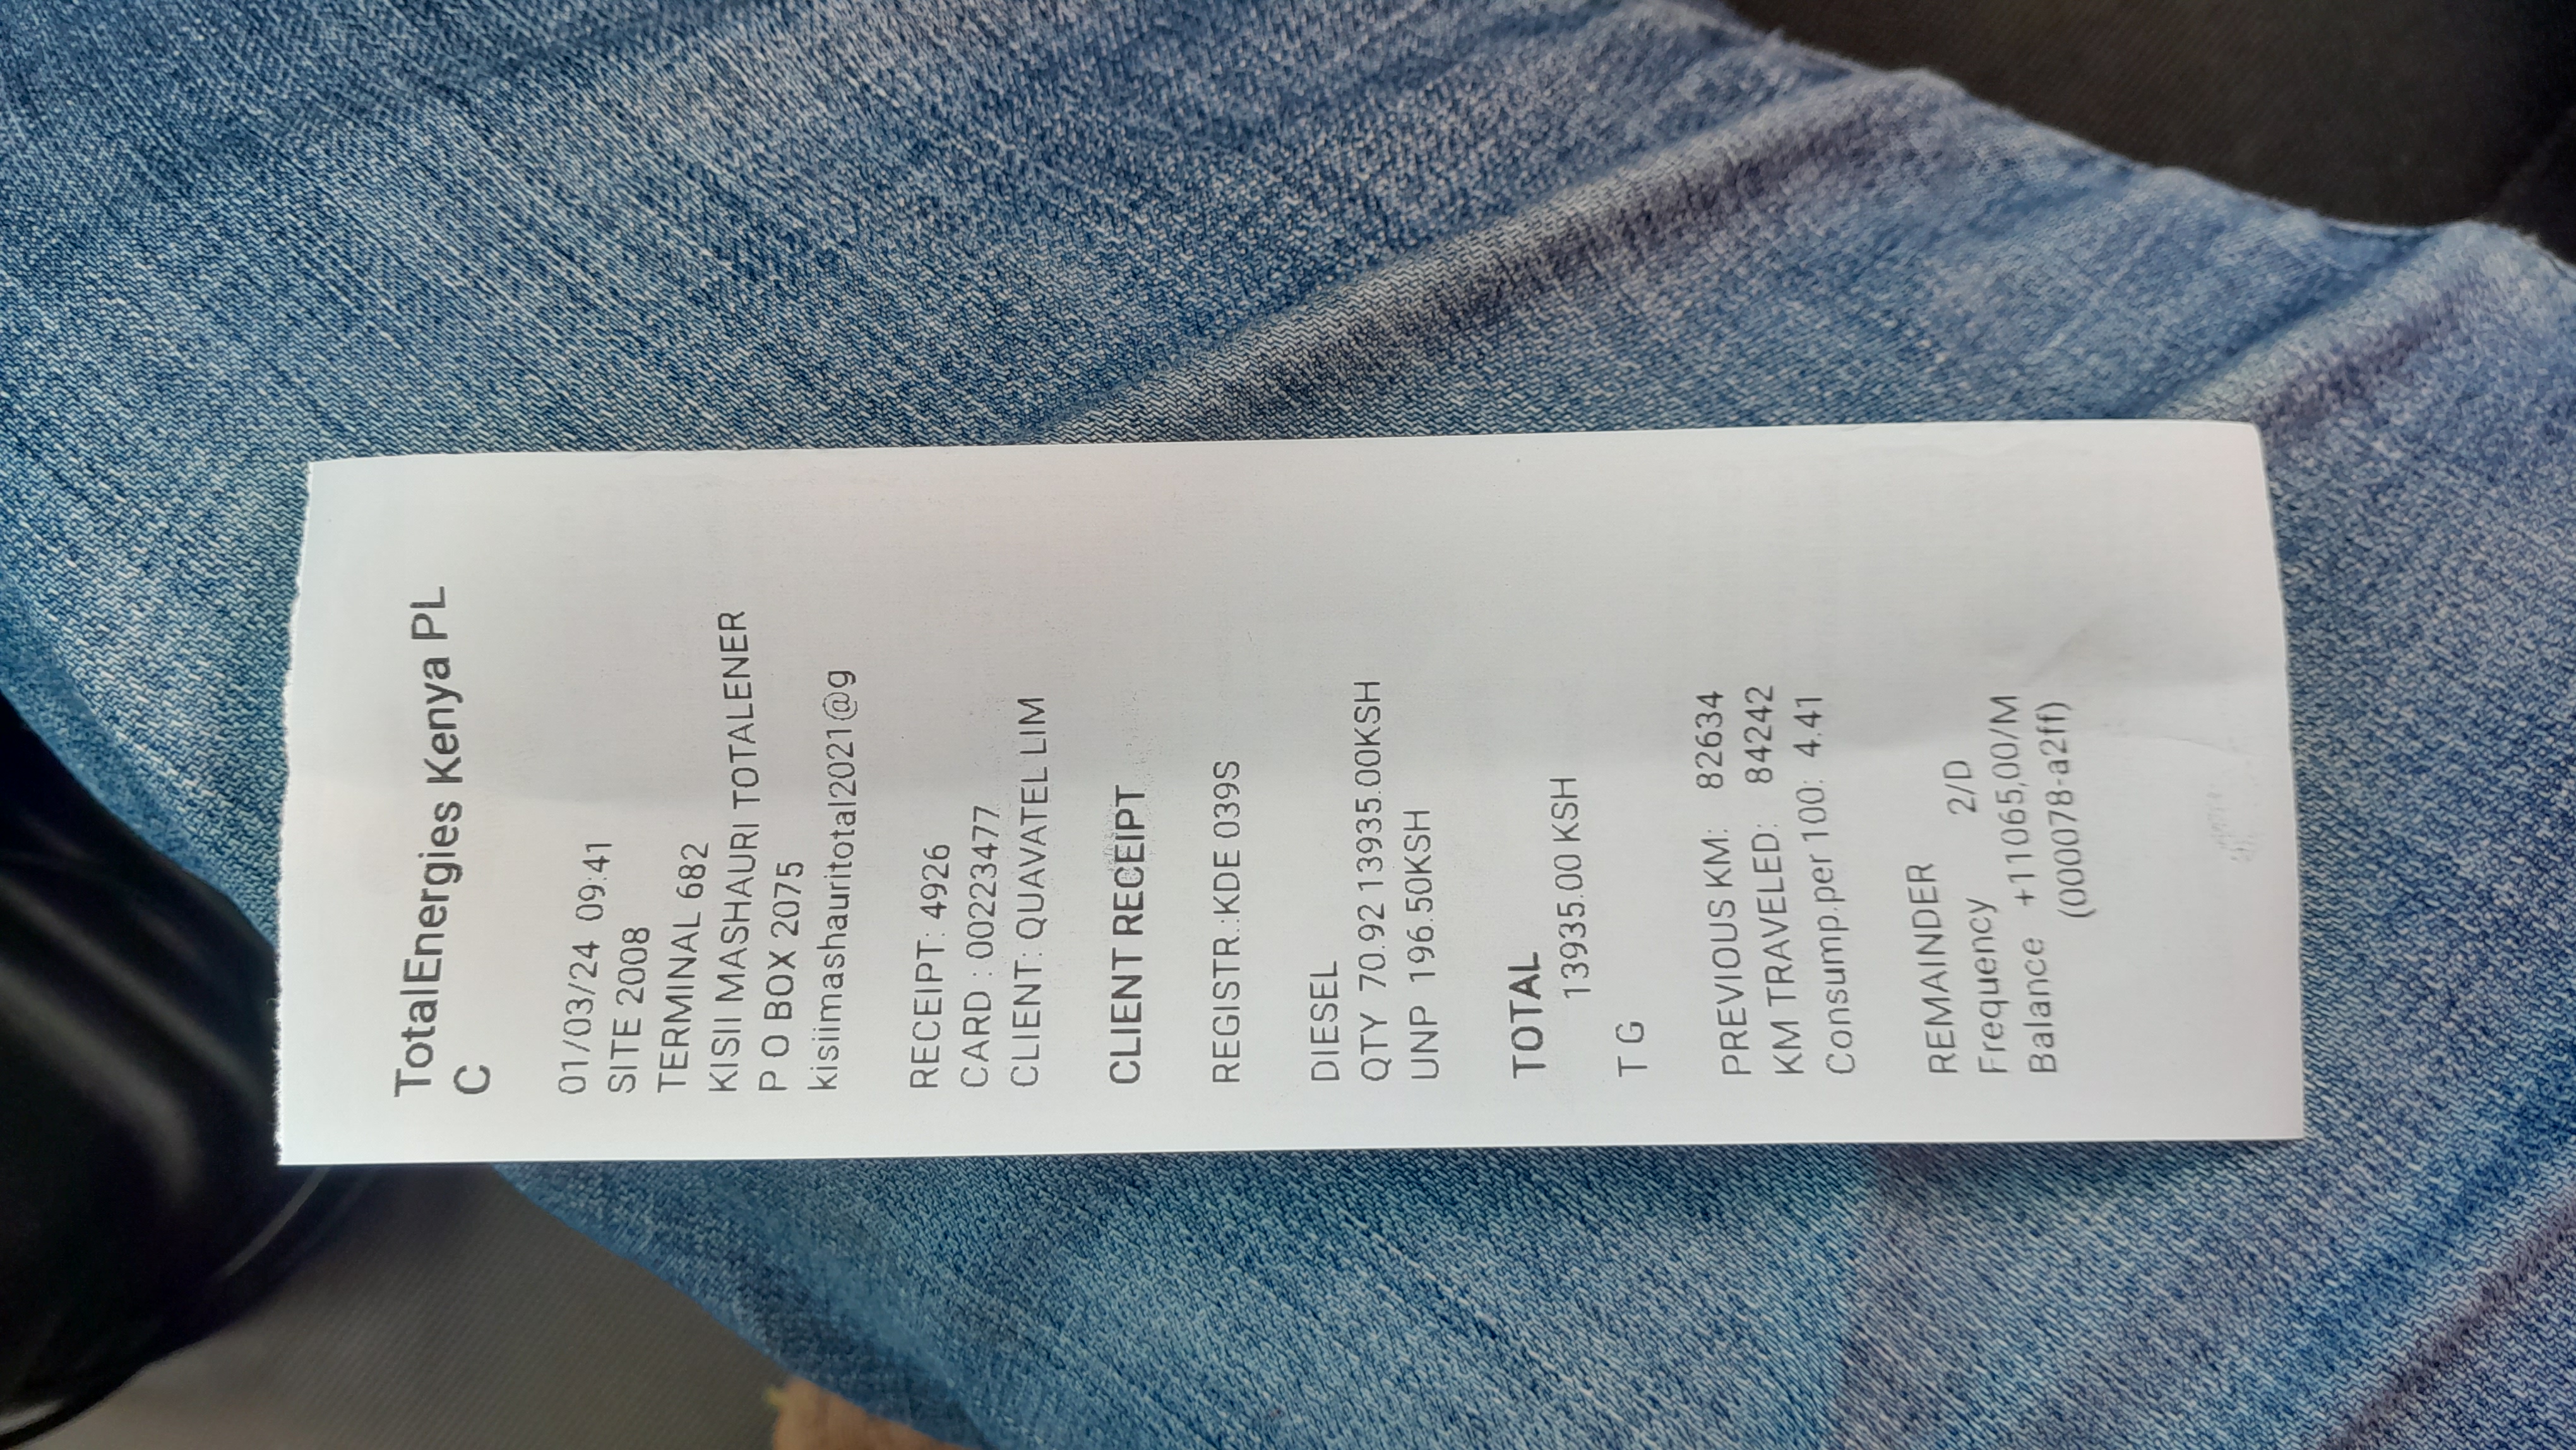 TotalEnergies Kenya PL
C
01/03/24 09:41
SITE 2008
TERMINAL 682
KISII MASHAURI TOTALENER
P O BOX 2075
kisiimashauritotal2021@g
RECEIPT: 4926
CARD : 00223477
CLIENT: QUAVATEL LIM
CLIENT RECEIPT
REGISTR.:KDE 039S
DIESEL
QTY 70.92 13935.00KSH
UNP 196.50KSH
TOTAL
13935.00 KSH
T G
PREVIOUS KM: 82634
KM TRAVELED: 84242
Consump.per 100: 4.41
REMAINDER
Frequency 2/D
Balance +11065,00/M
(000078-a2ff)